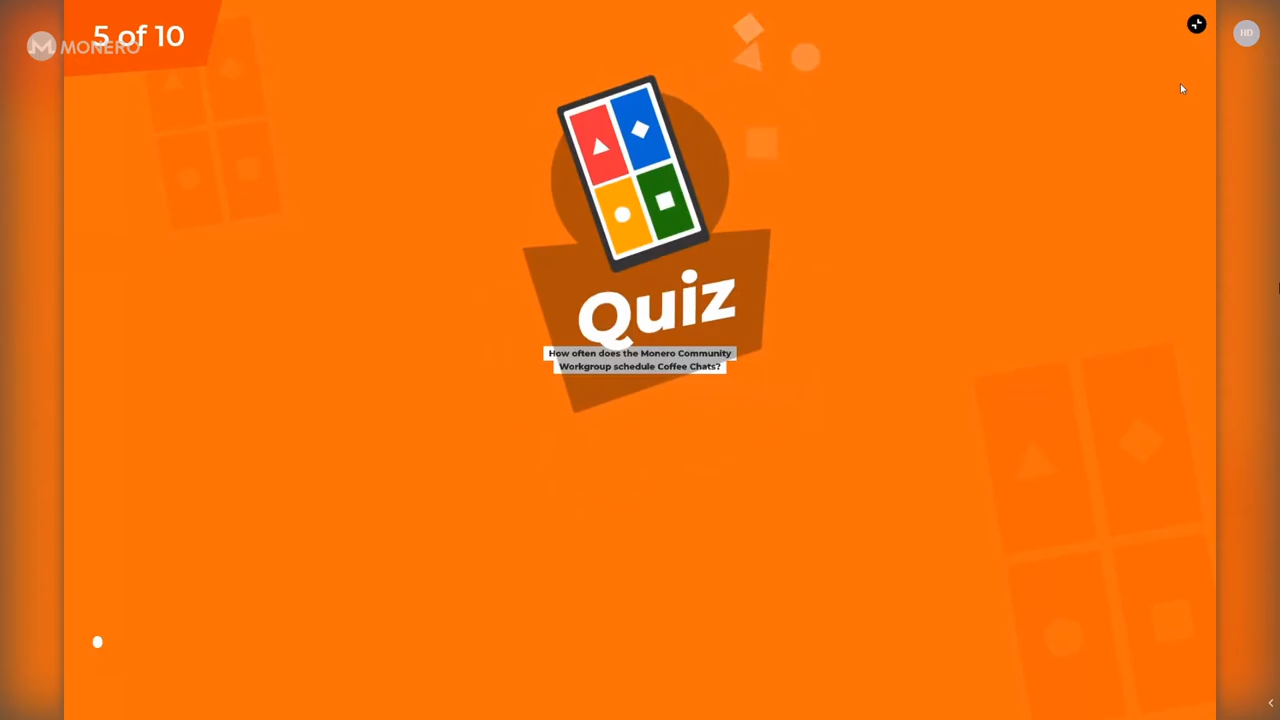 5 of 10
MONERO
HD
Quiz
How often does the Monero Community
Workgroup schedule Coffee Chats?